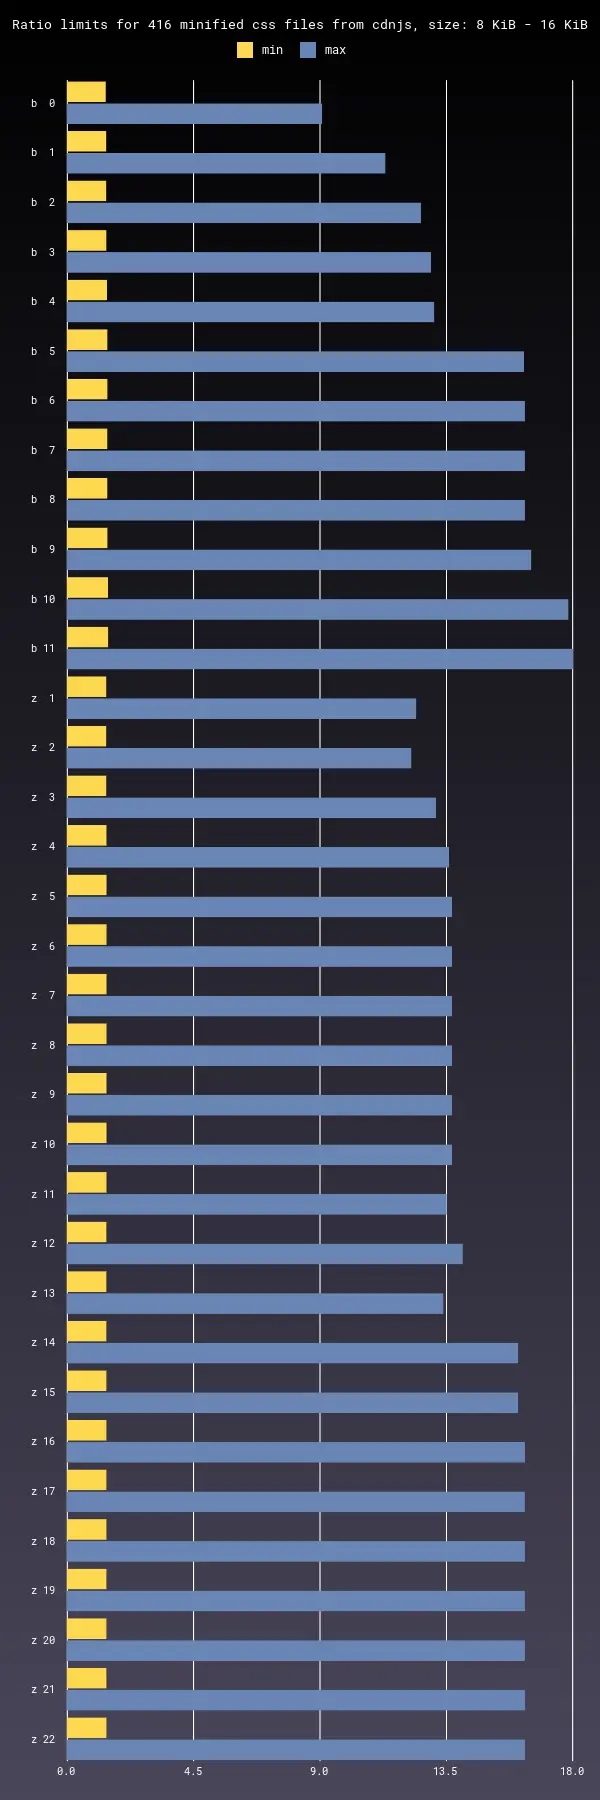 Ratio limits for 416 minified css files from cdnjs, size: 8 KiB - 16 KiB
min max
b 0
b 1
b 2
b 3
b 4
b 5
b 6
b 7
b 8
b 9
b 10
b 11
z 1
z 2
z 3
z 4
z 5
z 6
z 7
z 8
z 9
z 10
z 11
z 12
z 13
z 14
z 15
z 16
z 17
z 18
z 19
z 20
z 21
z 22
0.0 4.5 9.0 13.5 18.0